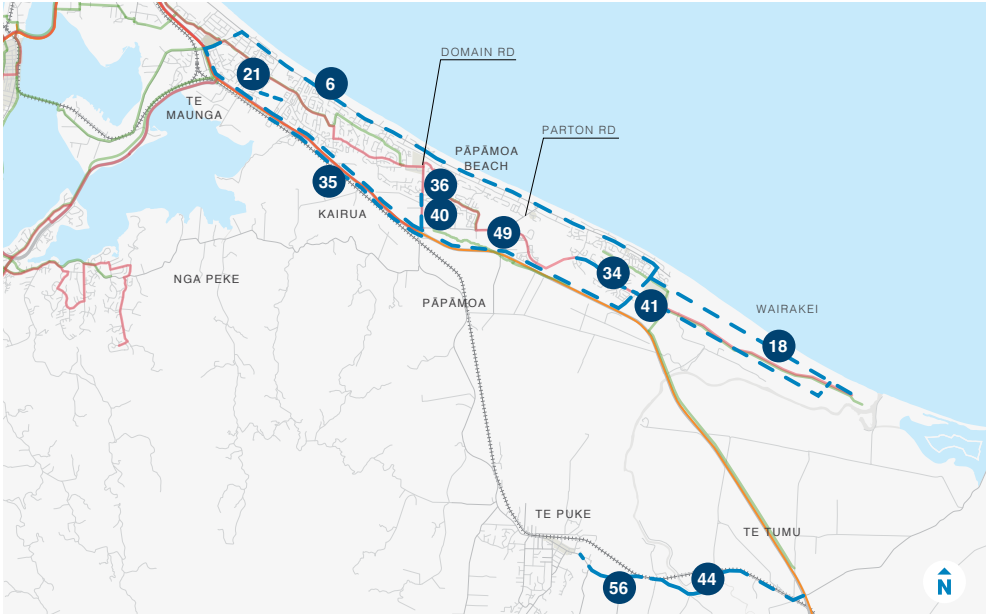 DOMAIN RD
21
6
TE
MAUNGA
PARTON RD
PĀPĀMOA
BEACH
35
36
KAIRUA
40
49
NGA PEKE
34
PĀPĀMOA
41
WAIRAKEI
18
TE PUKE
TE TUMU
56
44
N